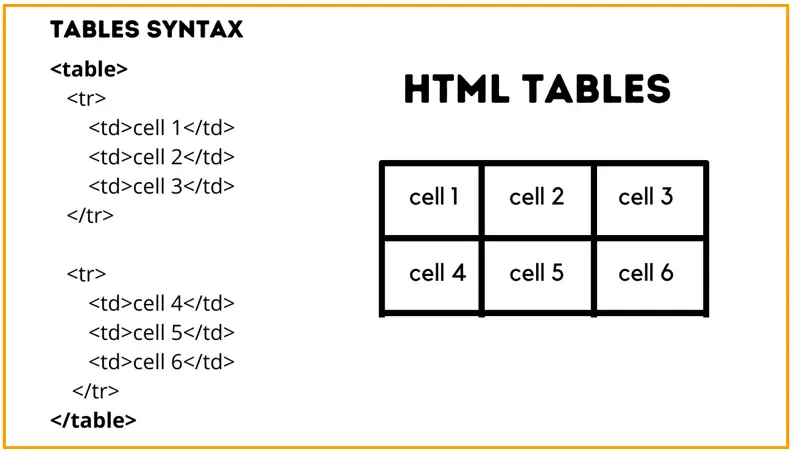 TABLES SYNTAX
<table>
<tr>
<td>cell 1</td>
<td>cell 2</td>
<td>cell 3</td>
</tr>
<tr>
<td>cell 4</td>
<td>cell 5</td>
<td>cell 6</td>
</tr>
</table>
HTML TABLES
cell 1 cell 2 cell 3
cell 4 cell 5 cell 6